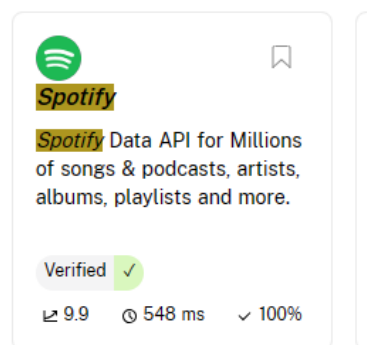 Spotify
Spotify Data API for Millions
of songs & podcasts, artists,
albums, playlists and more.
Verified ✓
9.9 548 ms ✓ 100%